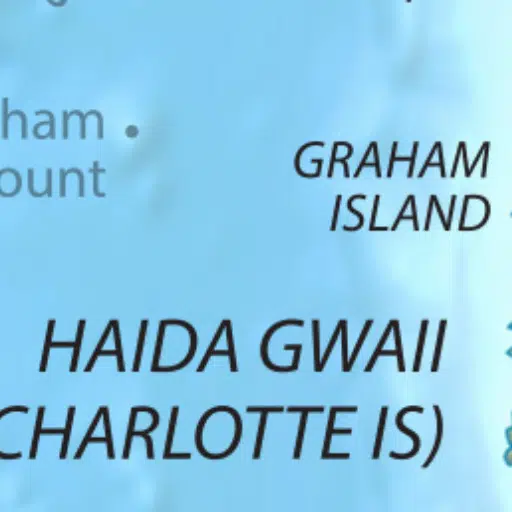 ham
ount
GRAHAM
ISLAND
HAIDA GWAII
CHARLOTTE IS)